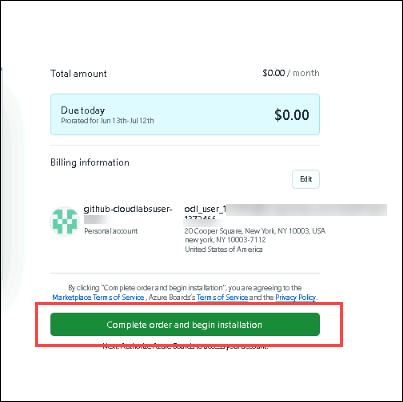 Total amount
$0.00 / month
Due today
Prorated for Jun 13th-Jul 12th
$0.00
Billing information
Edit
github-cloudlabsuser-
Personal account
odl_user_1
20 Cooper Square, New York, NY 10003, USA
new york, NY 10003-7112
United States of America
By clicking "Complete order and begin installation", you are agreeing to the
Marketplace Terms of Service, Azure Boards's Terms of Service and the Privacy Policy.
Complete order and begin installation
Next: Authorize Azure Boards to access your account.